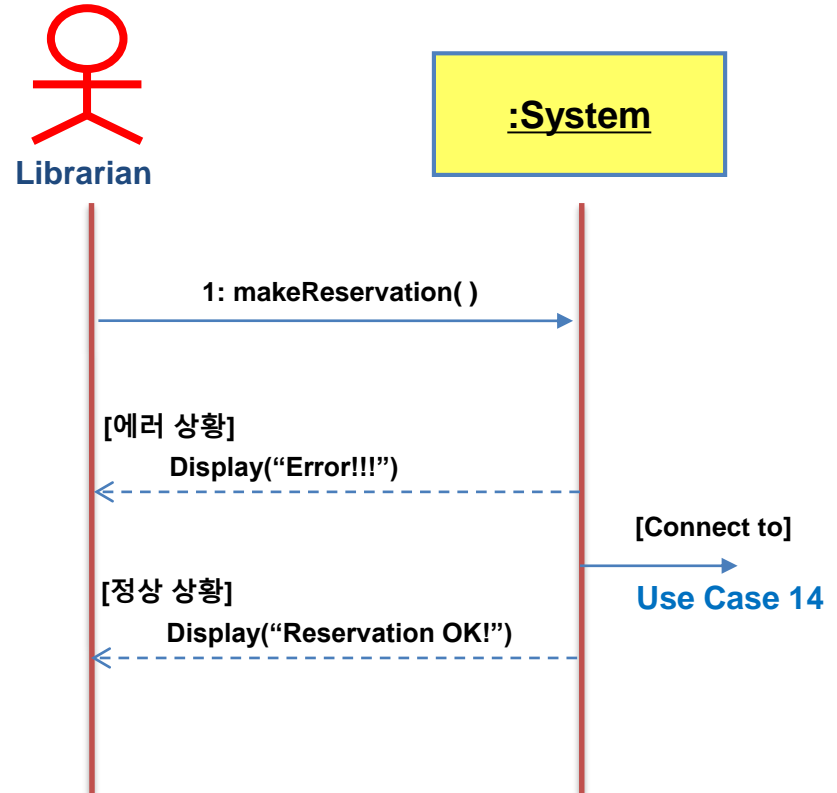 :System
Librarian
1: makeReservation( )
[에러 상황]
Display(“Error!!!”)
[Connect to]
Use Case 14
[정상 상황]
Display(“Reservation OK!”)